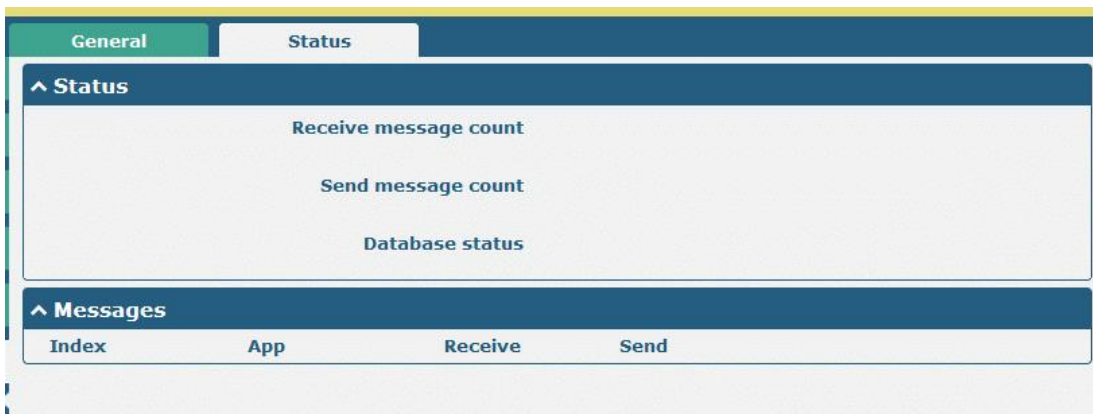 General Status
Status
Receive message count
Send message count
Database status
Messages
Index App Receive Send